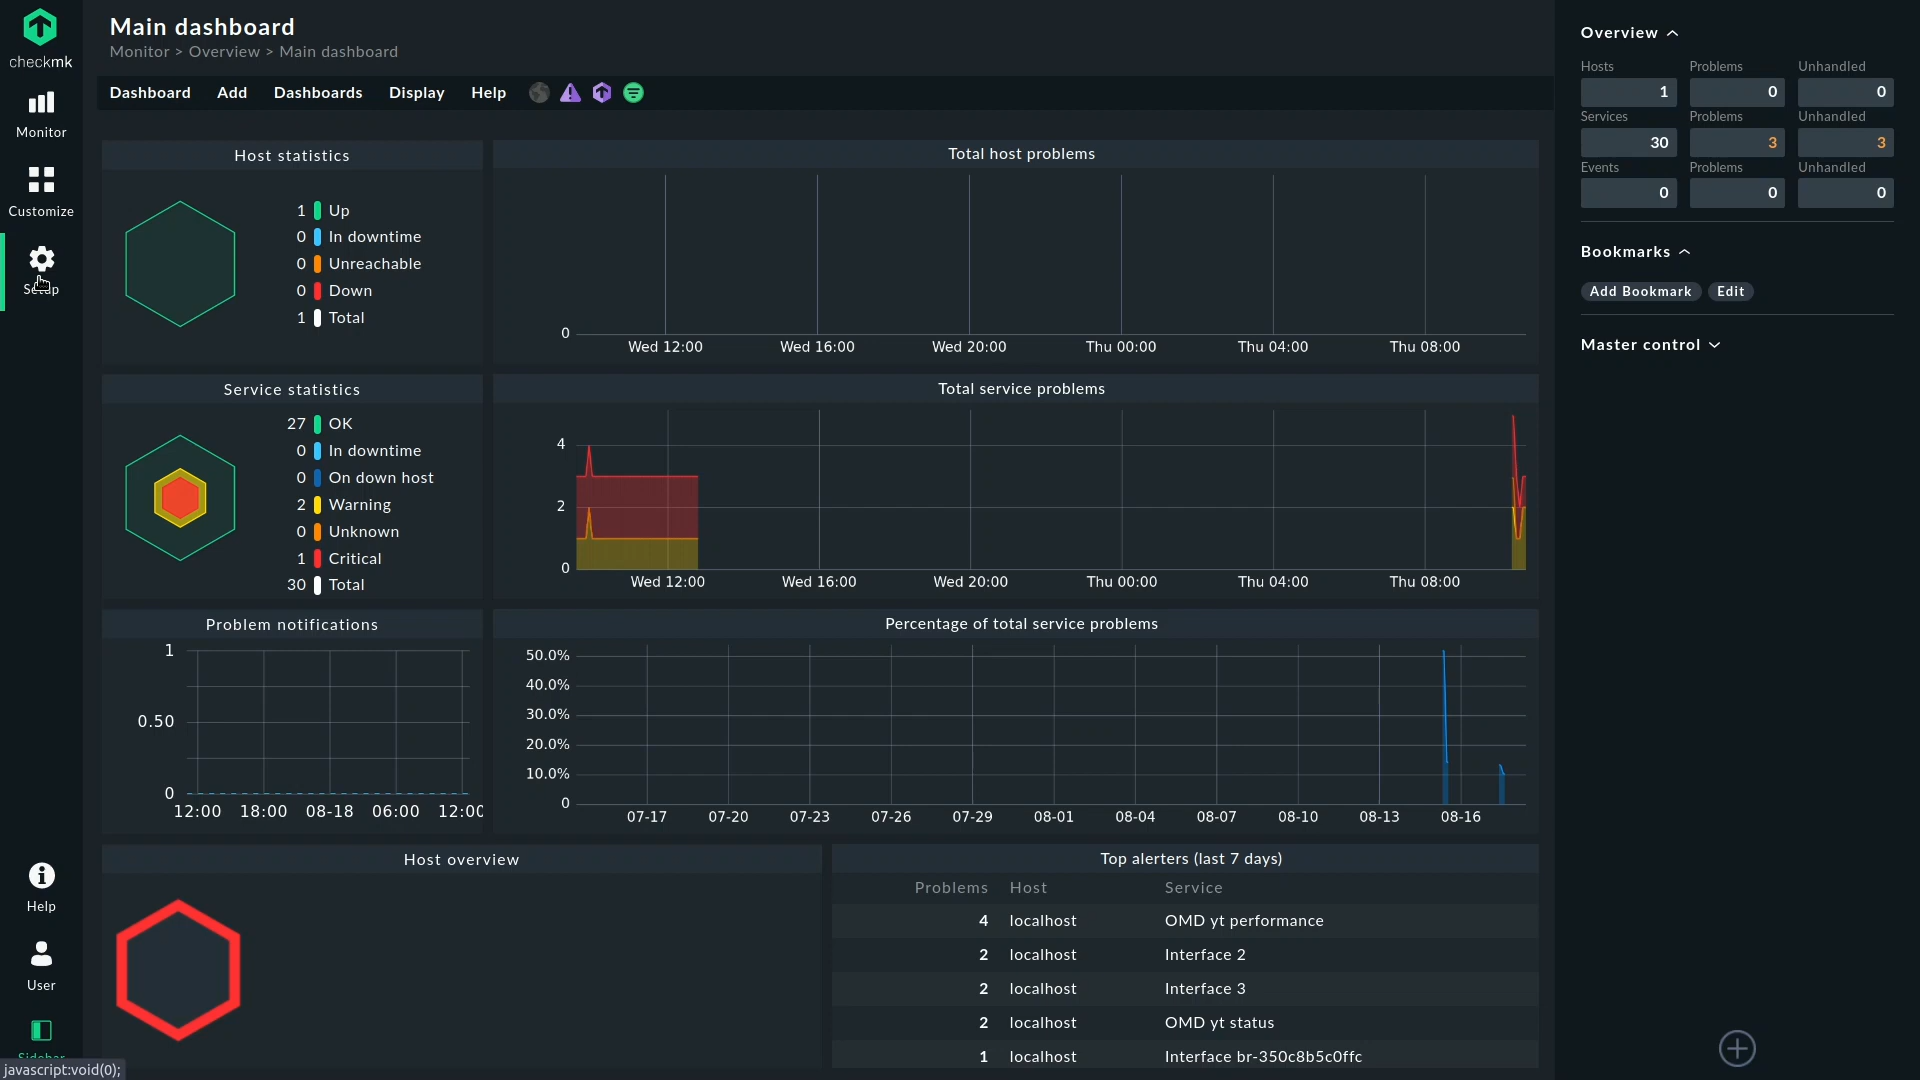 checkmk
Monitor
Customize
Setup
Help
User
Sidebar
javascript:void(0);
Main dashboard
Monitor > Overview > Main dashboard
Dashboard Add Dashboards Display Help
Host statistics
1 Up
0 In downtime
0 Unreachable
0 Down
1 Total
Total host problems
0
Wed 12:00 Wed 16:00 Wed 20:00 Thu 00:00 Thu 04:00 Thu 08:00
Service statistics
27 OK
0 In downtime
0 On down host
2 Warning
0 Unknown
1 Critical
30 Total
Total service problems
4
2
0
Wed 12:00 Wed 16:00 Wed 20:00 Thu 00:00 Thu 04:00 Thu 08:00
Problem notifications
1
0.50
0
12:00 18:00 08-18 06:00 12:00
Percentage of total service problems
50.0%
40.0%
30.0%
20.0%
10.0%
0
07-17 07-20 07-23 07-26 07-29 08-01 08-04 08-07 08-10 08-13 08-16
Host overview
Top alerters (last 7 days)
Problems Host Service
4 localhost OMD yt performance
2 localhost Interface 2
2 localhost Interface 3
2 localhost OMD yt status
1 localhost Interface br-350c8b5c0ffc
Overview
Hosts Problems Unhandled
1 0 0
Services Problems Unhandled
30 3 3
Events Problems Unhandled
0 0 0
Bookmarks
Add Bookmark Edit
Master control